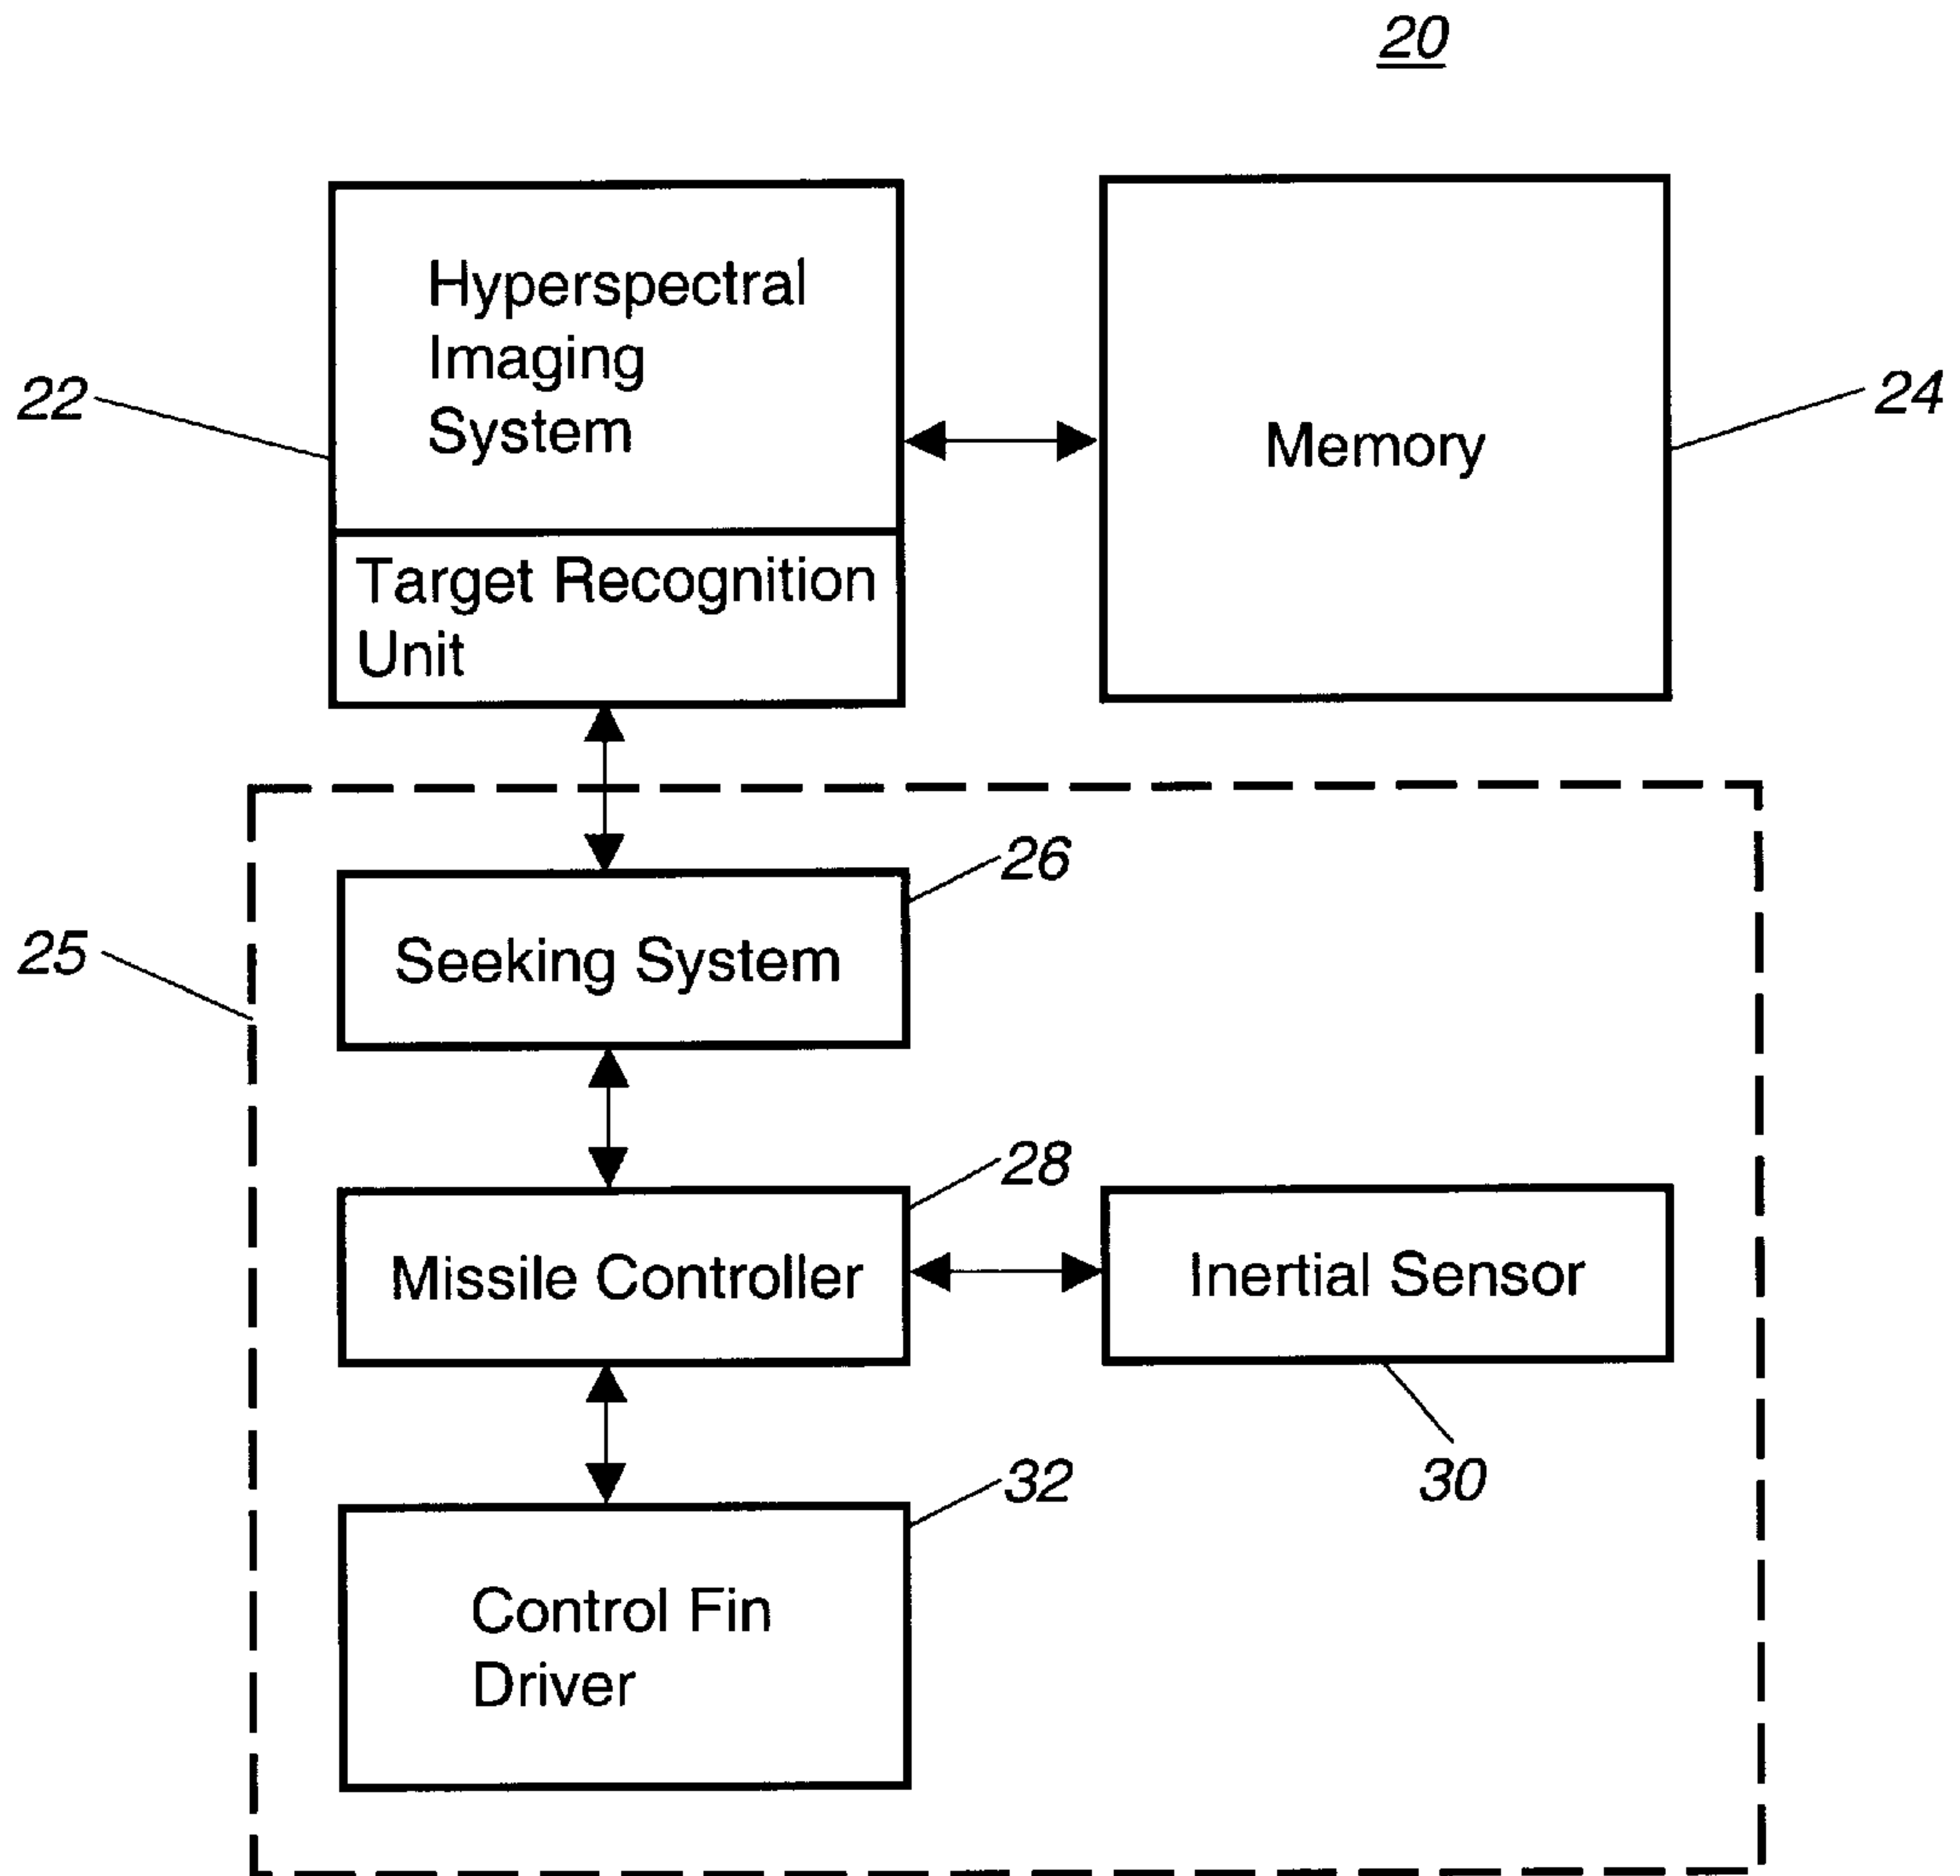 20
Hyperspectral
Imaging
System
22
24
Memory
Target Recognition
Unit
26
25
Seeking System
28
Missile Controller
Inertial Sensor
30
32
Control Fin
Driver